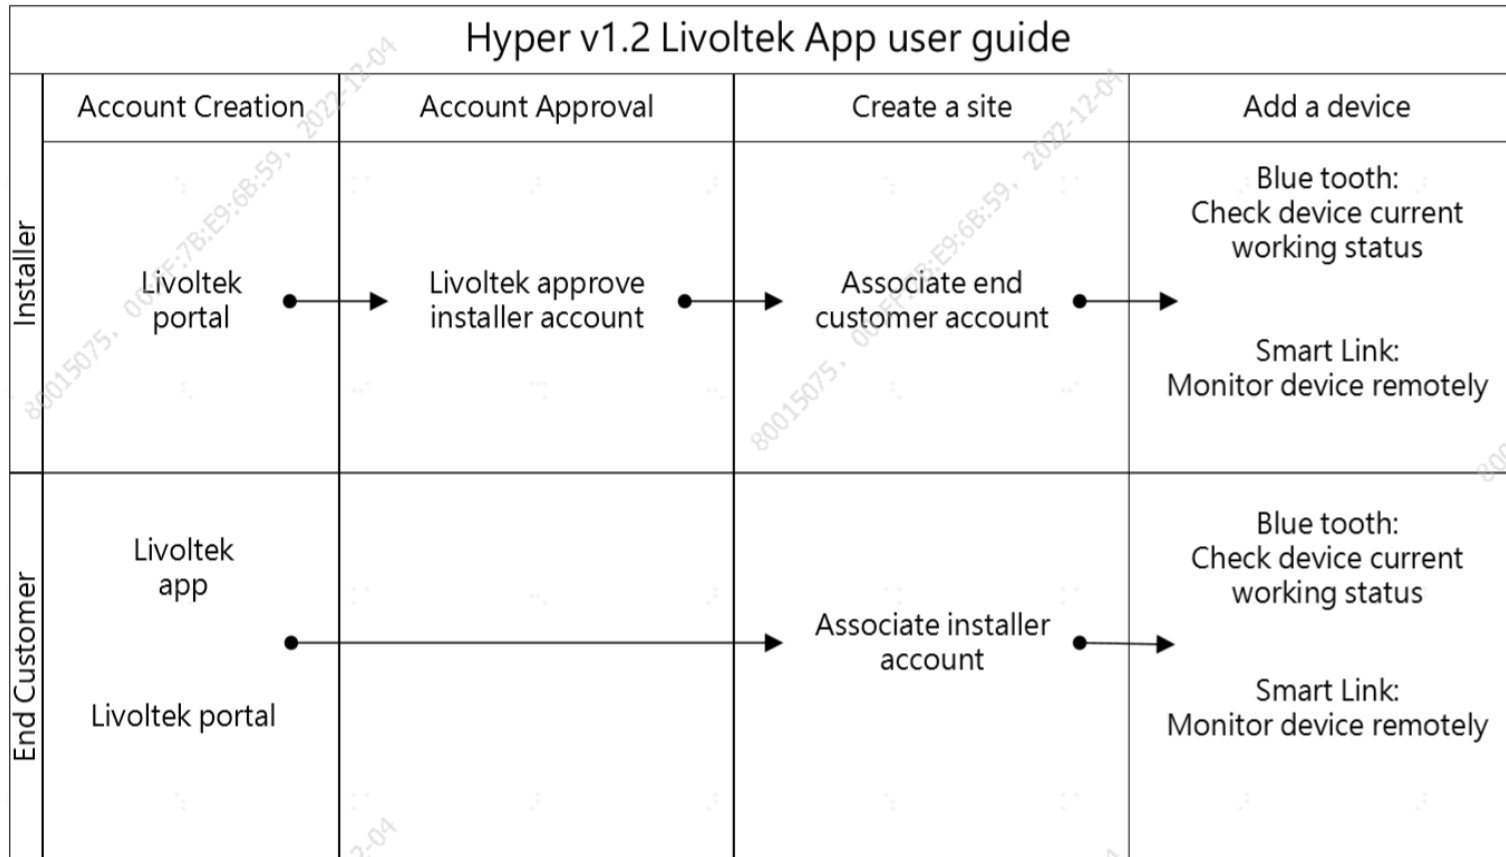 Hyper v1.2 Livoltek App user guide
Account Creation
Account Approval
Create a site
Add a device
Installer
Livoltek
portal
Livoltek approve
installer account
Associate end
customer account
Blue tooth:
Check device current
working status
Smart Link:
Monitor device remotely
End Customer
Livoltek
app
Livoltek portal
Associate installer
account
Blue tooth:
Check device current
working status
Smart Link:
Monitor device remotely